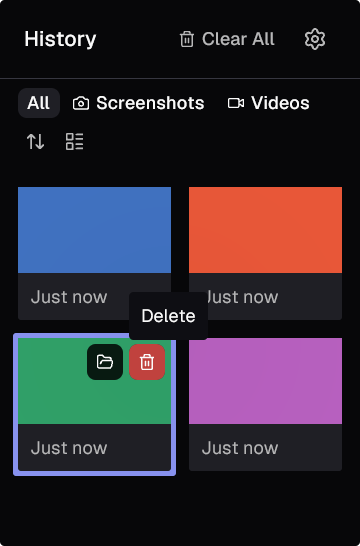 History
Clear All
All
Screenshots
Videos
Just now
Just now
Delete
Just now
Just now